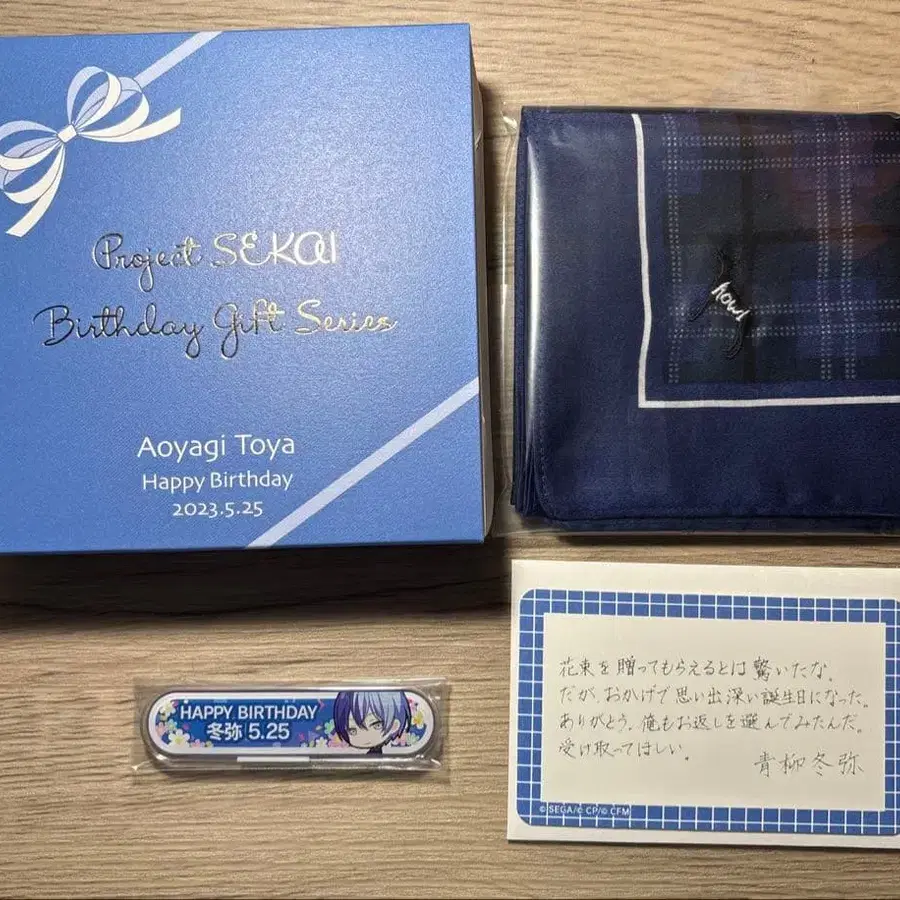 Project SEKAI
Birthday Gift Series
Aoyagi Toya
Happy Birthday
2023.5.25
howl
HAPPY BIRTHDAY
冬弥 5.25
花束を贈ってもらえるとは驚いたな。
だが、おかげで思い出深い誕生日になった。
ありがとう。俺もお返しを選んでみたんだ。
受け取ってほしい。
青柳冬弥
© SEGA/© CP/© CFM